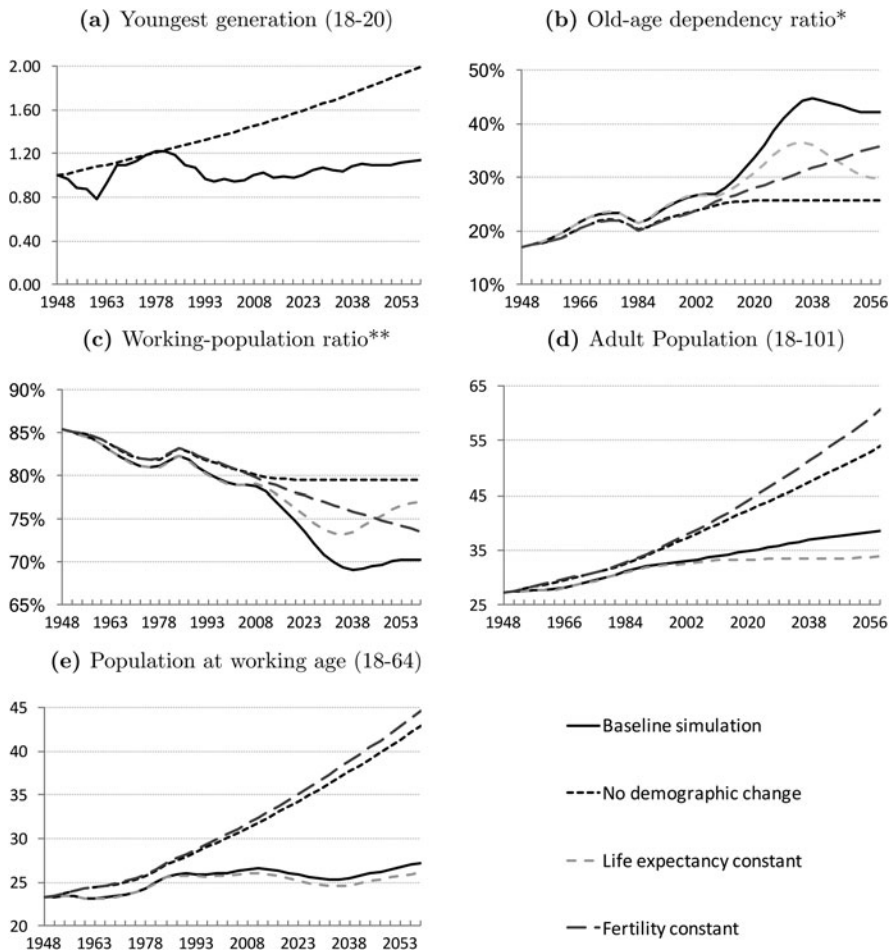 (a) Youngest generation (18-20)
2.00
1.60
1.20
0.80
0.40
0.00
1948 1963 1978 1993 2008 2023 2038 2053
(b) Old-age dependency ratio*
50%
40%
30%
20%
10%
1948 1966 1984 2002 2020 2038 2056
(c) Working-population ratio**
90%
85%
80%
75%
70%
65%
1948 1963 1978 1993 2008 2023 2038 2053
(d) Adult Population (18-101)
65
55
45
35
25
1948 1966 1984 2002 2020 2038 2056
(e) Population at working age (18-64)
45
40
35
30
25
20
1948 1963 1978 1993 2008 2023 2038 2053
Baseline simulation
No demographic change
Life expectancy constant
Fertility constant